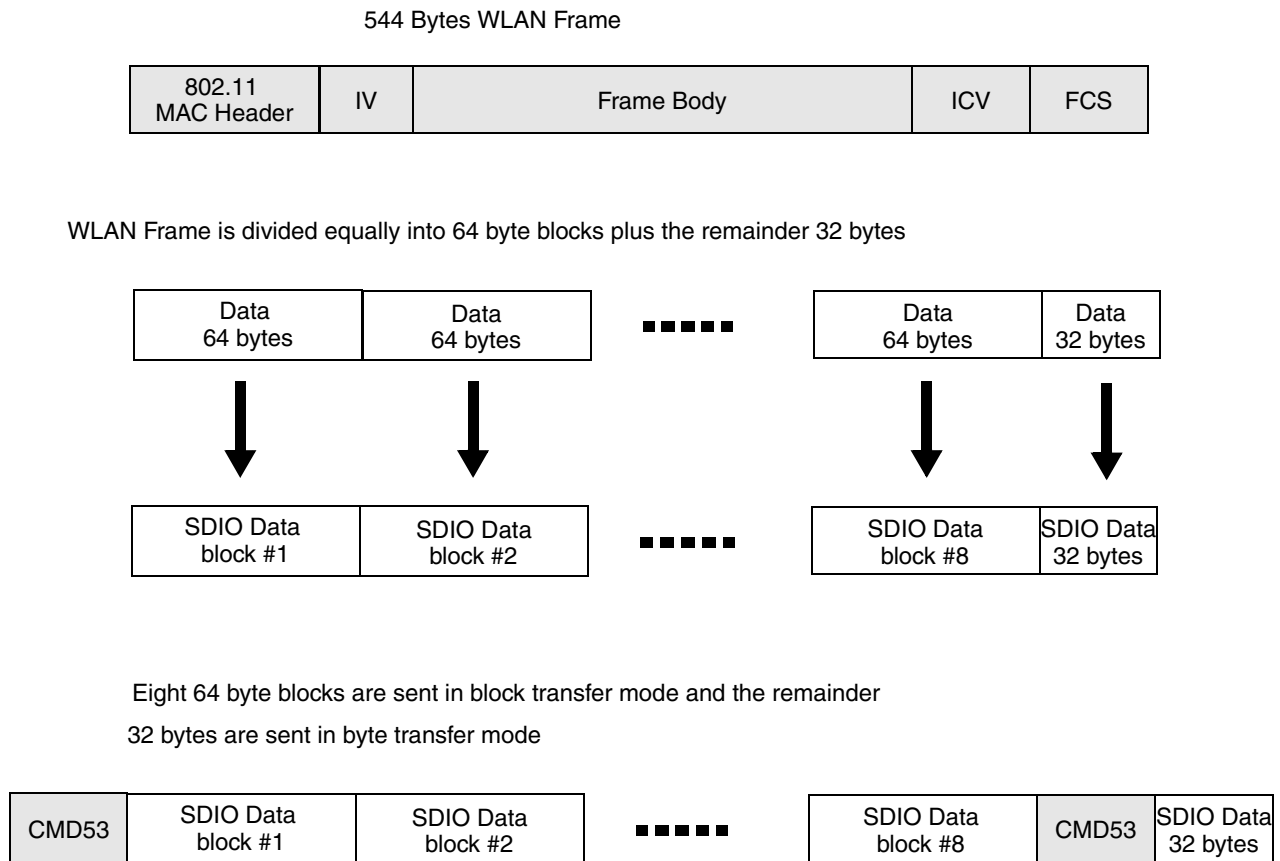 544 Bytes WLAN Frame
802.11
MAC Header
IV
Frame Body
ICV
FCS
WLAN Frame is divided equally into 64 byte blocks plus the remainder 32 bytes
Data
64 bytes
Data
64 bytes
Data
64 bytes
Data
32 bytes
SDIO Data
block #1
SDIO Data
block #2
SDIO Data
block #8
SDIO Data
32 bytes
Eight 64 byte blocks are sent in block transfer mode and the remainder
32 bytes are sent in byte transfer mode
CMD53
SDIO Data
block #1
SDIO Data
block #2
SDIO Data
block #8
CMD53
SDIO Data
32 bytes